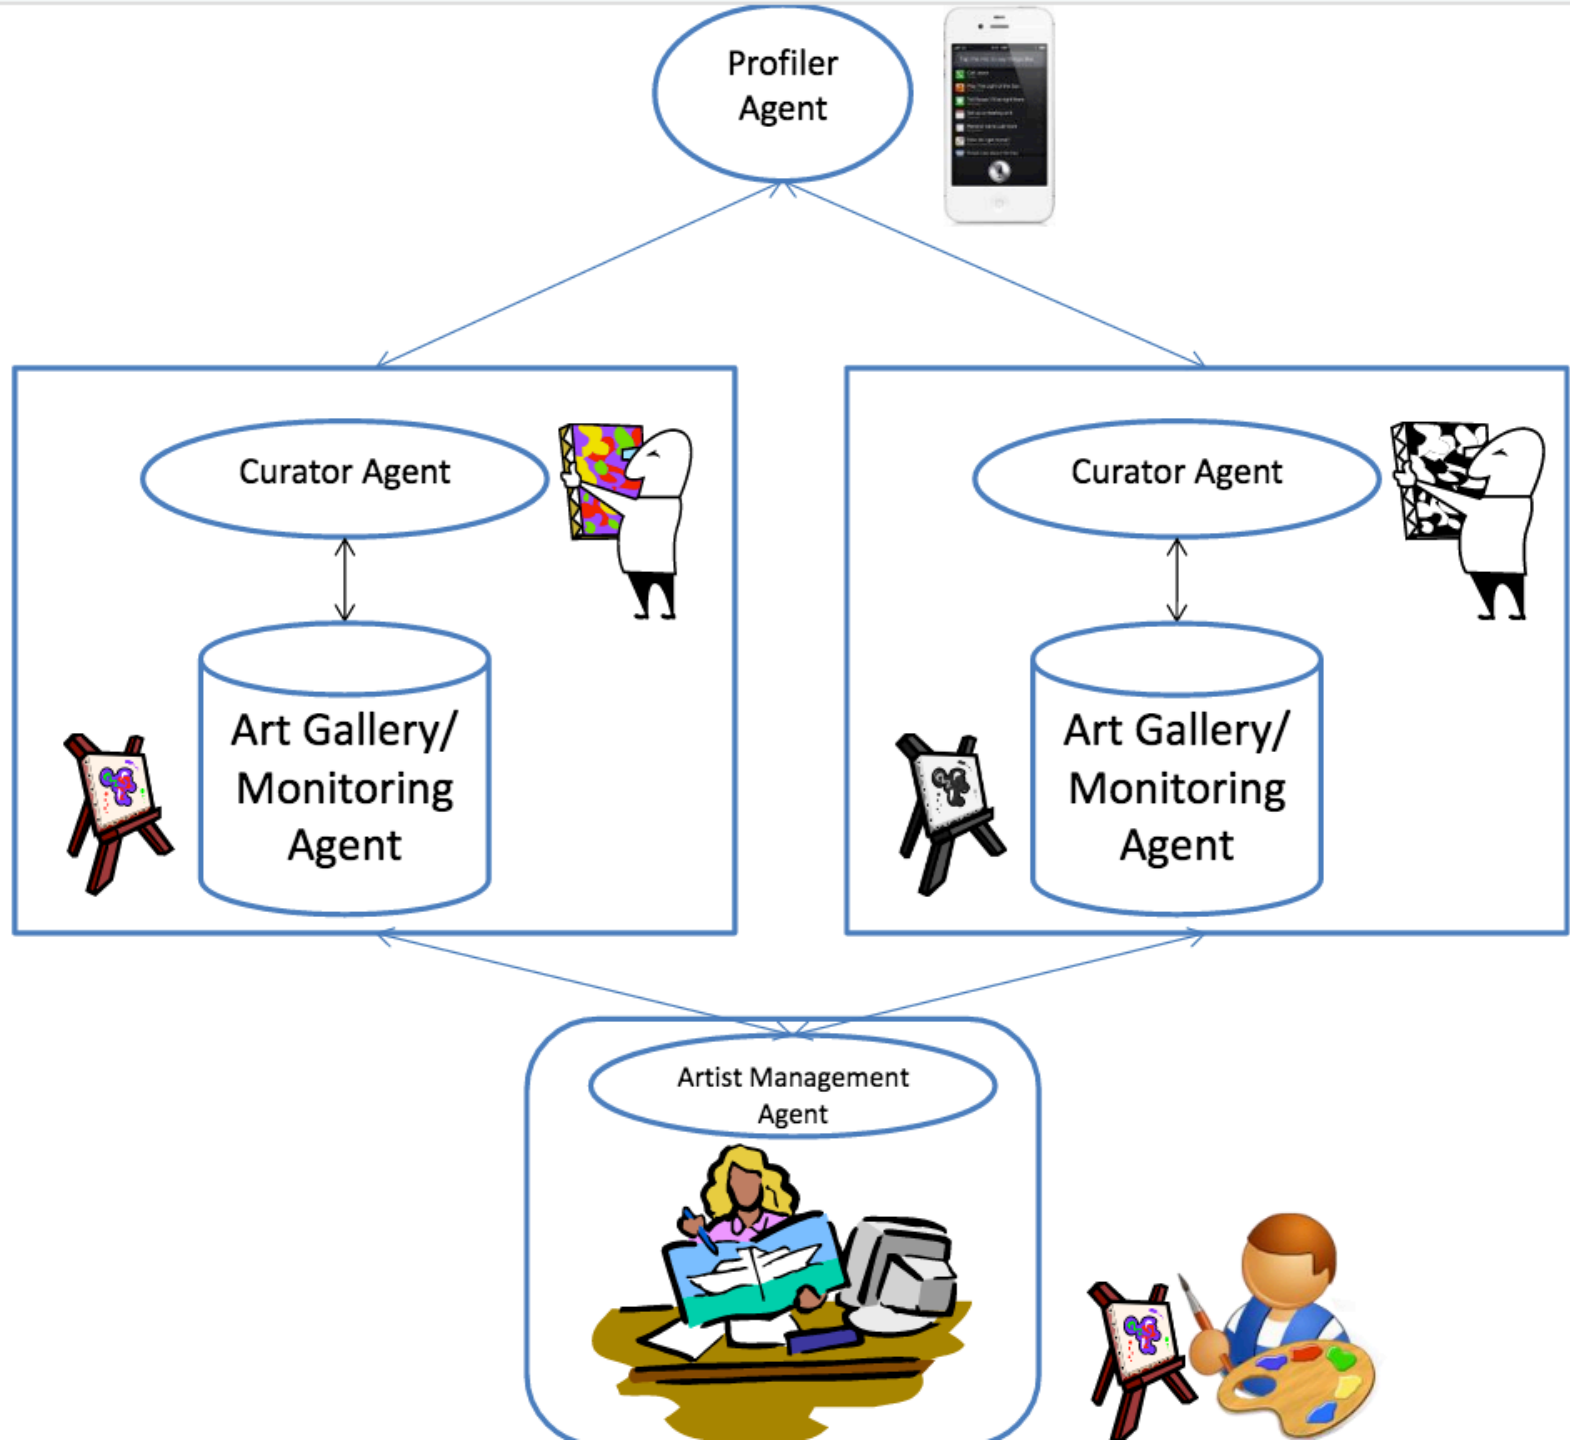 Profiler
Agent
Curator Agent
Art Gallery/
Monitoring
Agent
Curator Agent
Art Gallery/
Monitoring
Agent
Artist Management
Agent